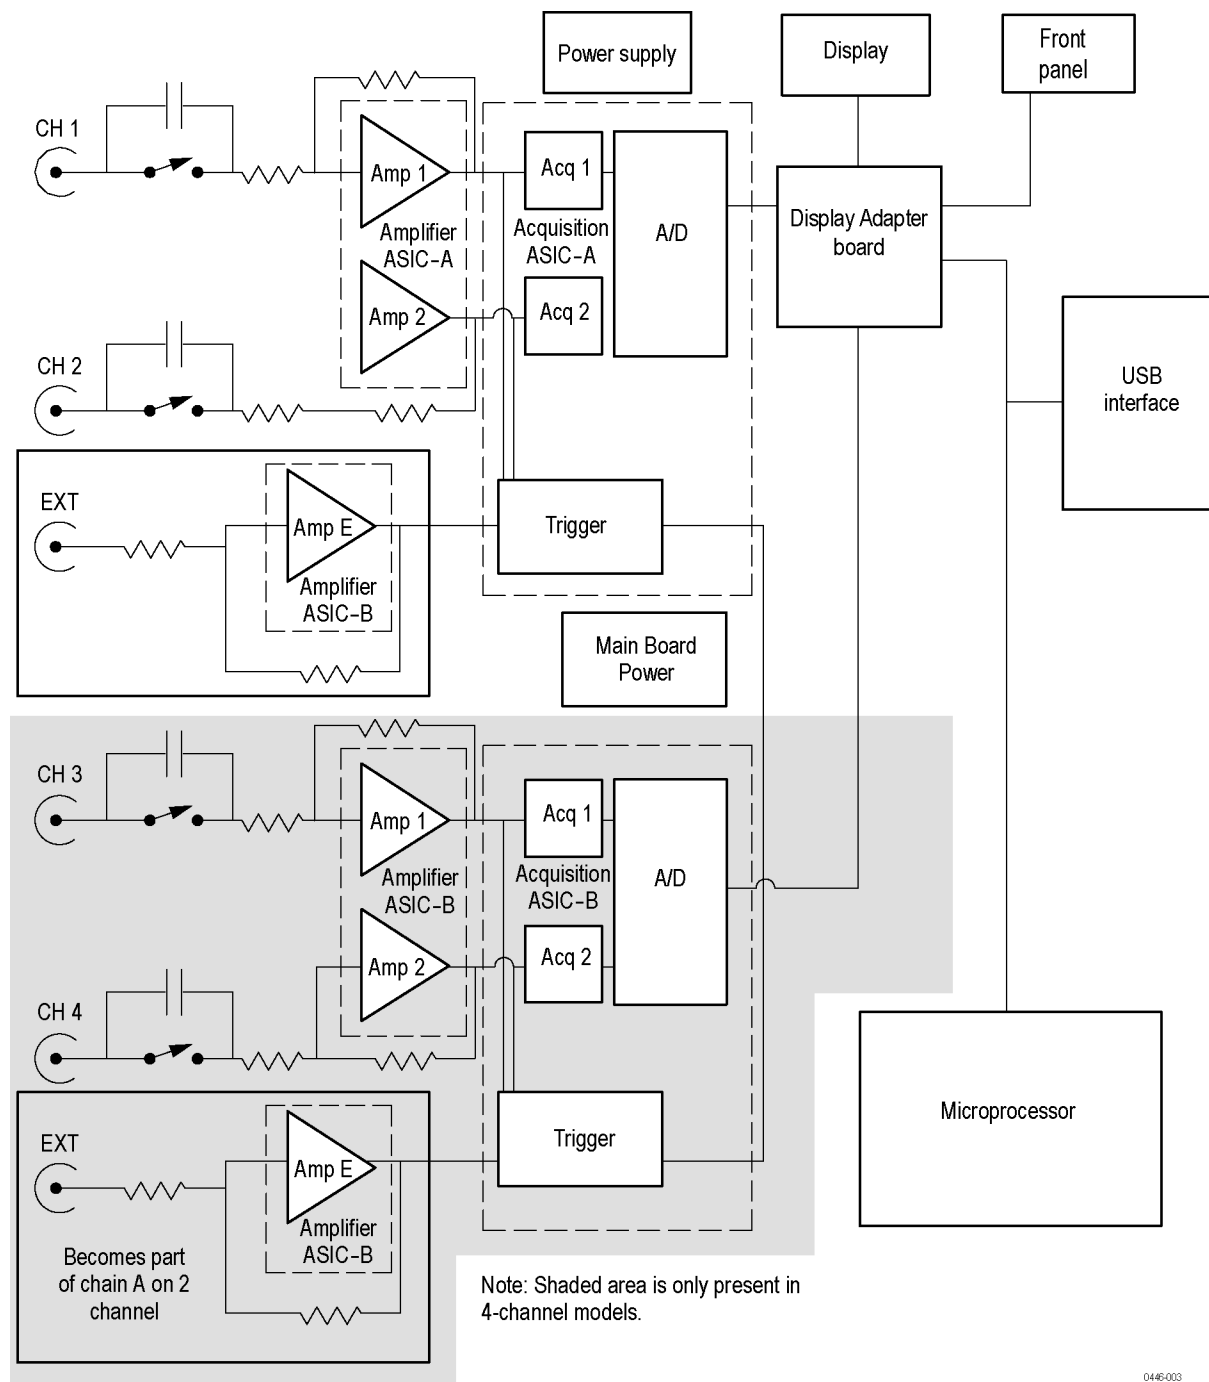 Power supply
Display
Front
panel
CH 1
Amp 1
Acq 1
Amplifier
ASIC-A
Acquisition
ASIC-A
A/D
Display Adapter
board
Amp 2
Acq 2
CH 2
USB
interface
EXT
Amp E
Trigger
Amplifier
ASIC-B
Main Board
Power
CH 3
Amp 1
Acq 1
Amplifier
ASIC-B
Acquisition
ASIC-B
A/D
Amp 2
Acq 2
CH 4
Microprocessor
EXT
Amp E
Trigger
Amplifier
ASIC-B
Becomes part
of chain A on 2
channel
Note: Shaded area is only present in
4-channel models.
0446-003